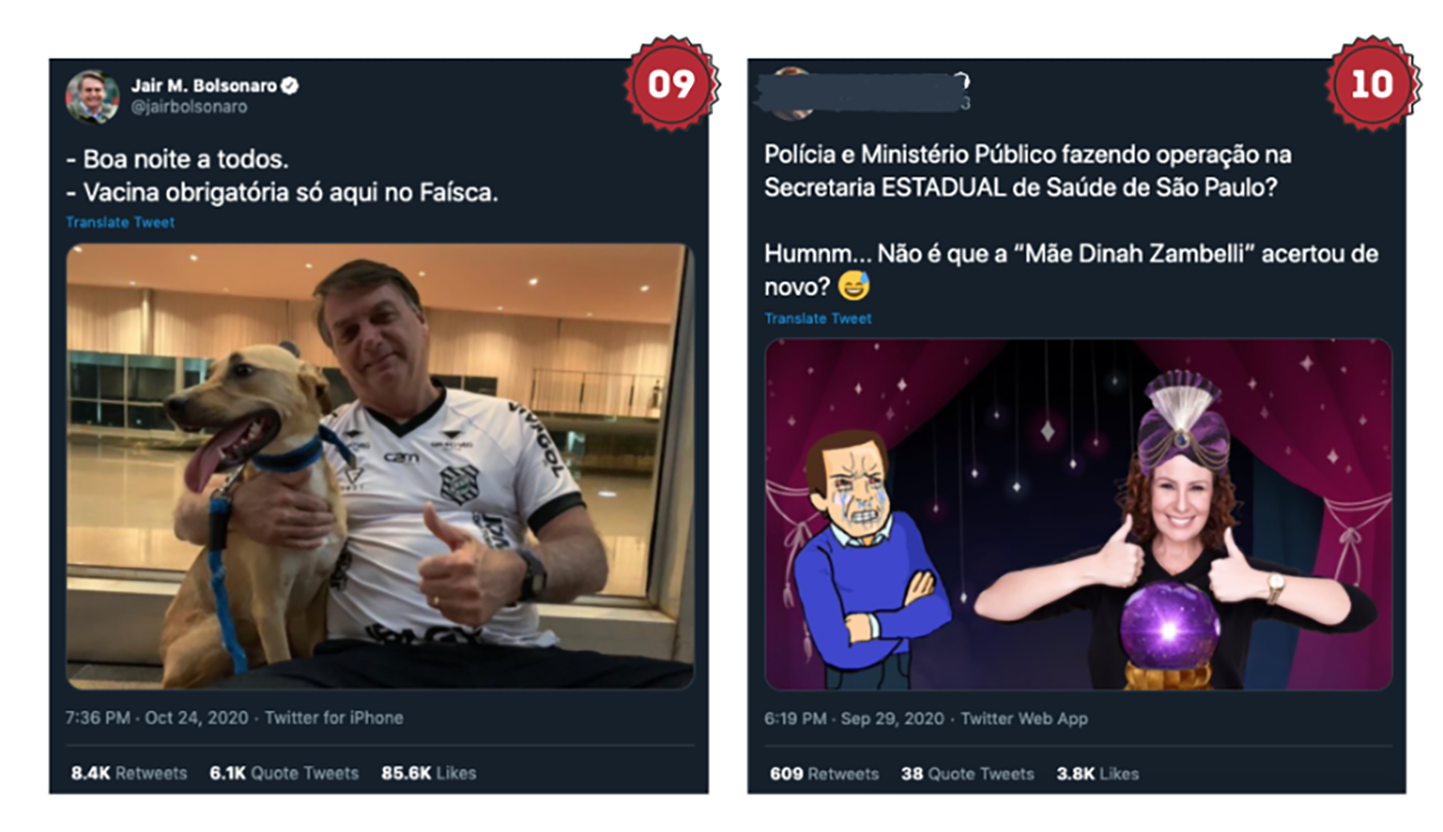 09
Jair M. Bolsonaro
@jairbolsonaro
- Boa noite a todos.
- Vacina obrigatória só aqui no Faísca.
Translate Tweet
cam
7:36 PM · Oct 24, 2020 · Twitter for iPhone
8.4K Retweets 6.1K Quote Tweets 85.6K Likes
10
Polícia e Ministério Público fazendo operação na
Secretaria ESTADUAL de Saúde de São Paulo?
Humnm... Não é que a “Mãe Dinah Zambelli” acertou de
novo? 😅
Translate Tweet
6:19 PM · Sep 29, 2020 · Twitter Web App
609 Retweets 38 Quote Tweets 3.8K Likes